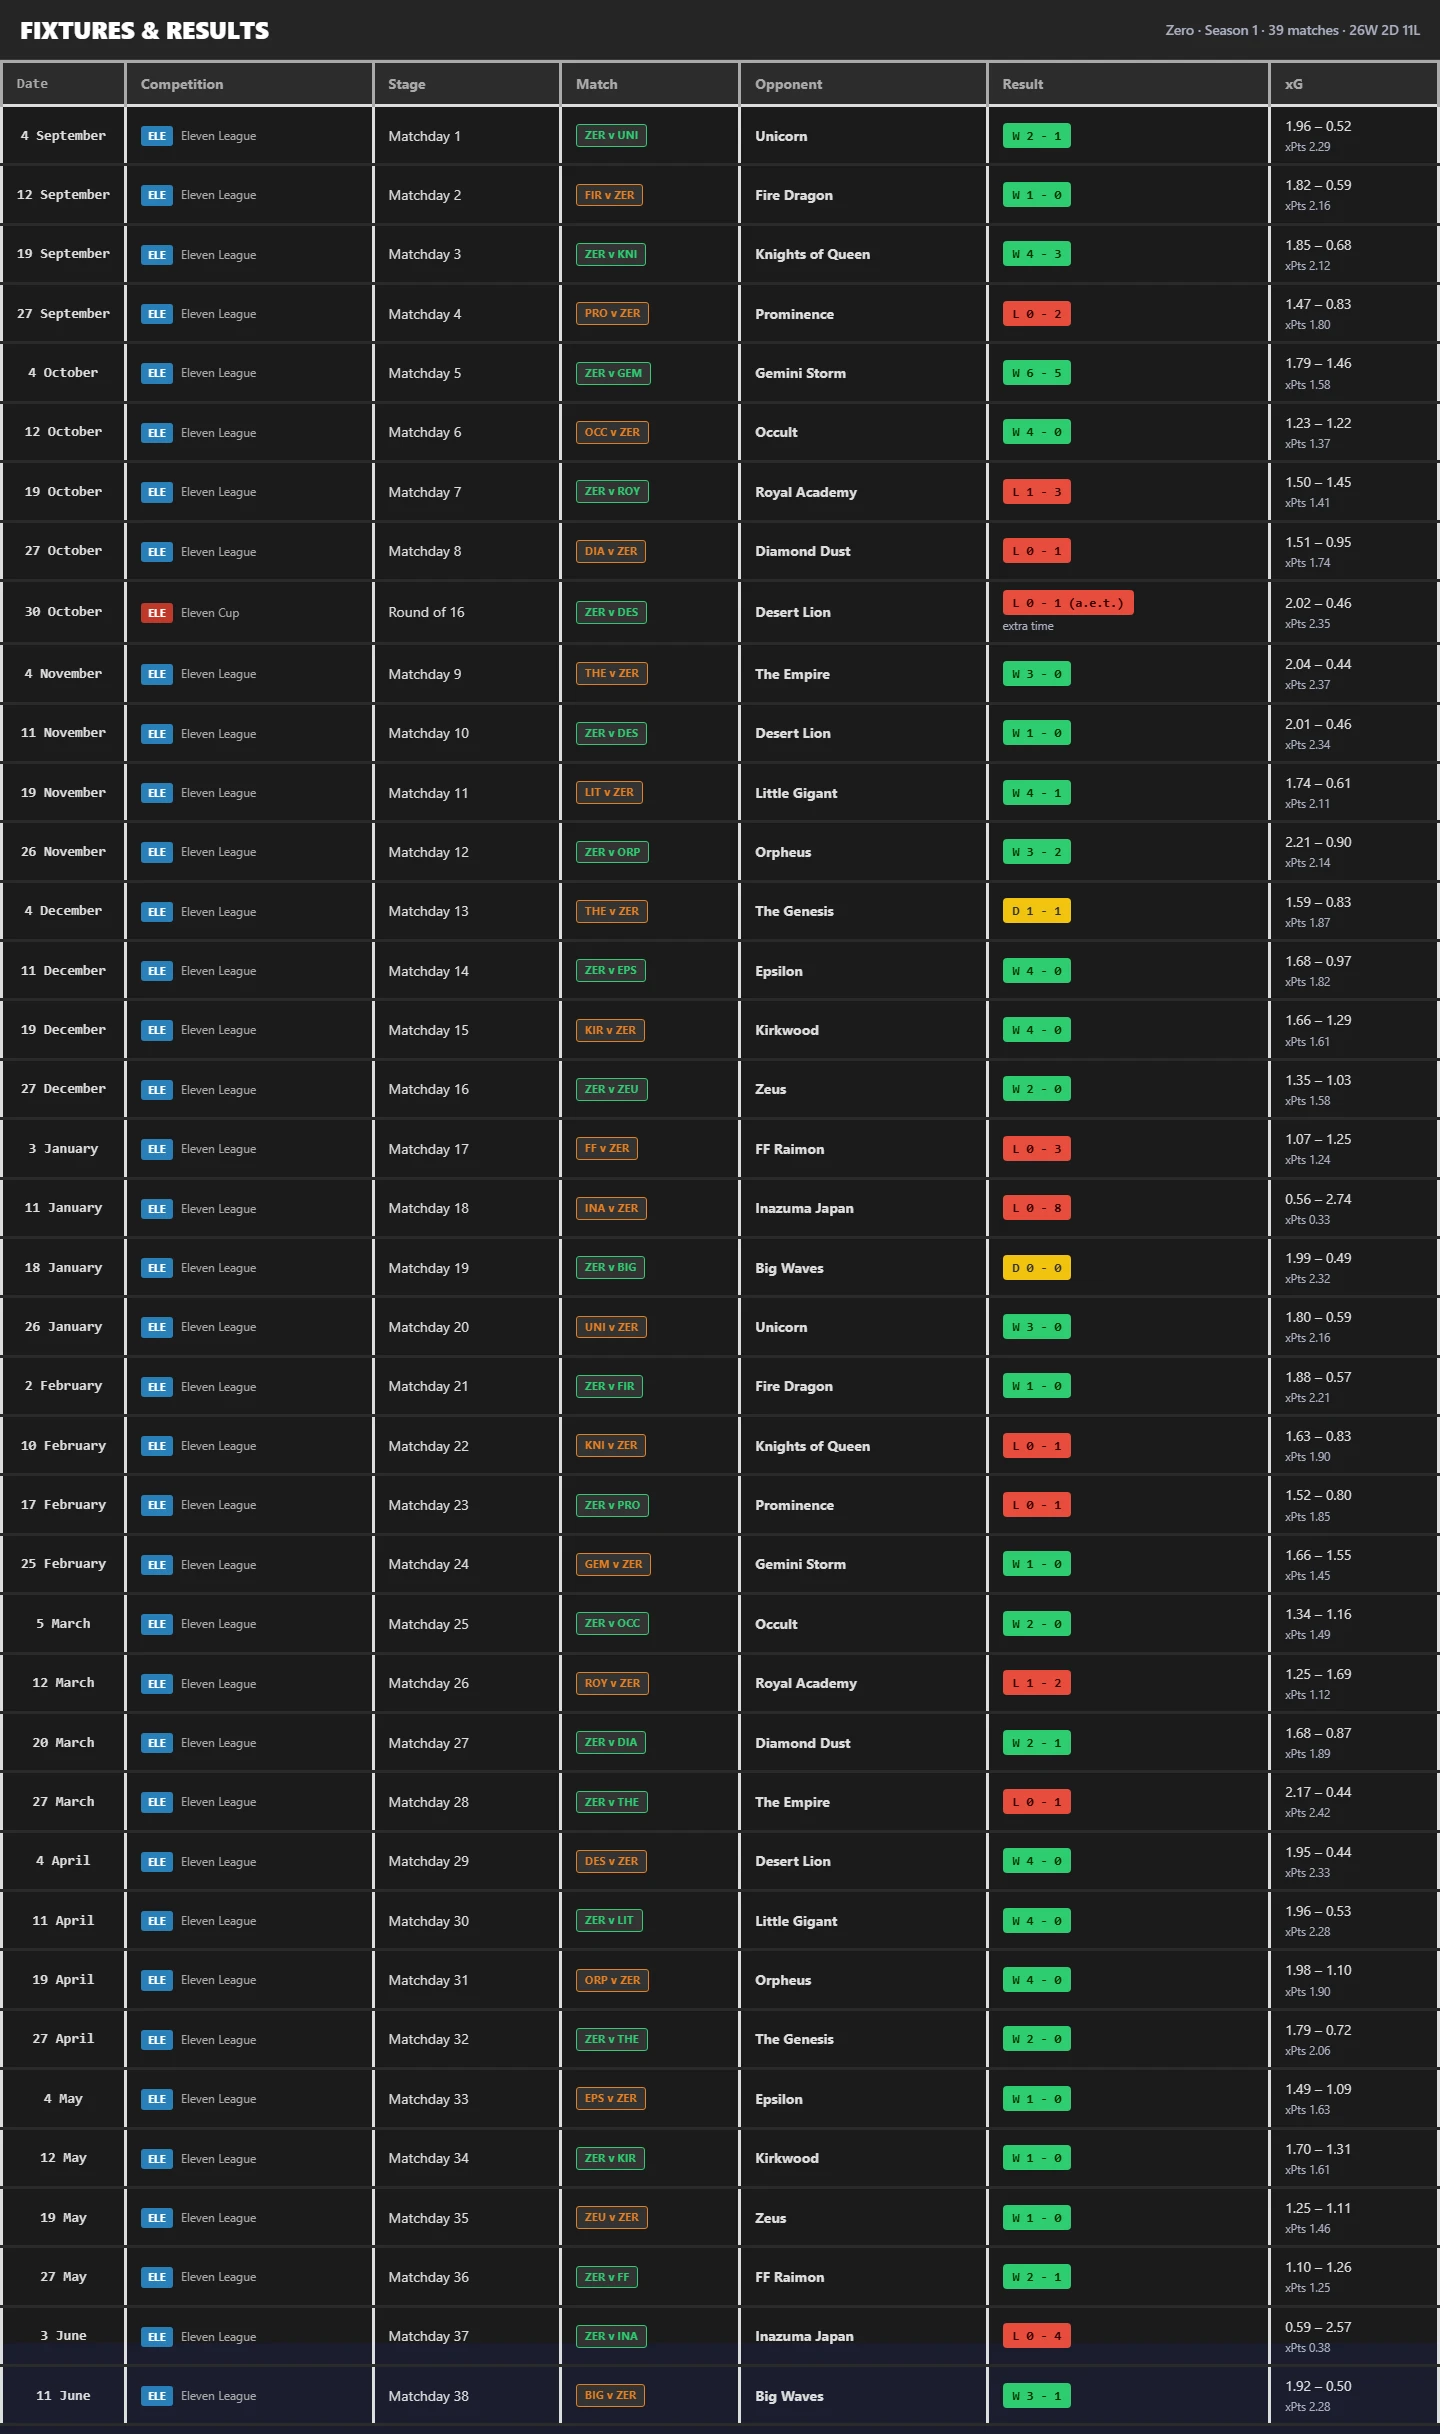 FIXTURES & RESULTS
Zero · Season 1 · 39 matches · 26W 2D 11L
Date Competition Stage Match Opponent Result xG
4 September ELE Eleven League Matchday 1 ZER v UNI Unicorn W 2 - 1 1.96 – 0.52
xPts 2.29
12 September ELE Eleven League Matchday 2 FIR v ZER Fire Dragon W 1 - 0 1.82 – 0.59
xPts 2.16
19 September ELE Eleven League Matchday 3 ZER v KNI Knights of Queen W 4 - 3 1.85 – 0.68
xPts 2.12
27 September ELE Eleven League Matchday 4 PRO v ZER Prominence L 0 - 2 1.47 – 0.83
xPts 1.80
4 October ELE Eleven League Matchday 5 ZER v GEM Gemini Storm W 6 - 5 1.79 – 1.46
xPts 1.58
12 October ELE Eleven League Matchday 6 OCC v ZER Occult W 4 - 0 1.23 – 1.22
xPts 1.37
19 October ELE Eleven League Matchday 7 ZER v ROY Royal Academy L 1 - 3 1.50 – 1.45
xPts 1.41
27 October ELE Eleven League Matchday 8 DIA v ZER Diamond Dust L 0 - 1 1.51 – 0.95
xPts 1.74
30 October ELE Eleven Cup Round of 16 ZER v DES Desert Lion L 0 - 1 (a.e.t.) 2.02 – 0.46
extra time xPts 2.35
4 November ELE Eleven League Matchday 9 THE v ZER The Empire W 3 - 0 2.04 – 0.44
xPts 2.37
11 November ELE Eleven League Matchday 10 ZER v DES Desert Lion W 1 - 0 2.01 – 0.46
xPts 2.34
19 November ELE Eleven League Matchday 11 LIT v ZER Little Gigant W 4 - 1 1.74 – 0.61
xPts 2.11
26 November ELE Eleven League Matchday 12 ZER v ORP Orpheus W 3 - 2 2.21 – 0.90
xPts 2.14
4 December ELE Eleven League Matchday 13 THE v ZER The Genesis D 1 - 1 1.59 – 0.83
xPts 1.87
11 December ELE Eleven League Matchday 14 ZER v EPS Epsilon W 4 - 0 1.68 – 0.97
xPts 1.82
19 December ELE Eleven League Matchday 15 KIR v ZER Kirkwood W 4 - 0 1.66 – 1.29
xPts 1.61
27 December ELE Eleven League Matchday 16 ZER v ZEU Zeus W 2 - 0 1.35 – 1.03
xPts 1.58
3 January ELE Eleven League Matchday 17 FF v ZER FF Raimon L 0 - 3 1.07 – 1.25
xPts 1.24
11 January ELE Eleven League Matchday 18 INA v ZER Inazuma Japan L 0 - 8 0.56 – 2.74
xPts 0.33
18 January ELE Eleven League Matchday 19 ZER v BIG Big Waves D 0 - 0 1.99 – 0.49
xPts 2.32
26 January ELE Eleven League Matchday 20 UNI v ZER Unicorn W 3 - 0 1.80 – 0.59
xPts 2.16
2 February ELE Eleven League Matchday 21 ZER v FIR Fire Dragon W 1 - 0 1.88 – 0.57
xPts 2.21
10 February ELE Eleven League Matchday 22 KNI v ZER Knights of Queen L 0 - 1 1.63 – 0.83
xPts 1.90
17 February ELE Eleven League Matchday 23 ZER v PRO Prominence L 0 - 1 1.52 – 0.80
xPts 1.85
25 February ELE Eleven League Matchday 24 GEM v ZER Gemini Storm W 1 - 0 1.66 – 1.55
xPts 1.45
5 March ELE Eleven League Matchday 25 ZER v OCC Occult W 2 - 0 1.34 – 1.16
xPts 1.49
12 March ELE Eleven League Matchday 26 ROY v ZER Royal Academy L 1 - 2 1.25 – 1.69
xPts 1.12
20 March ELE Eleven League Matchday 27 ZER v DIA Diamond Dust W 2 - 1 1.68 – 0.87
xPts 1.89
27 March ELE Eleven League Matchday 28 ZER v THE The Empire L 0 - 1 2.17 – 0.44
xPts 2.42
4 April ELE Eleven League Matchday 29 DES v ZER Desert Lion W 4 - 0 1.95 – 0.44
xPts 2.33
11 April ELE Eleven League Matchday 30 ZER v LIT Little Gigant W 4 - 0 1.96 – 0.53
xPts 2.28
19 April ELE Eleven League Matchday 31 ORP v ZER Orpheus W 4 - 0 1.98 – 1.10
xPts 1.90
27 April ELE Eleven League Matchday 32 ZER v THE The Genesis W 2 - 0 1.79 – 0.72
xPts 2.06
4 May ELE Eleven League Matchday 33 EPS v ZER Epsilon W 1 - 0 1.49 – 1.09
xPts 1.63
12 May ELE Eleven League Matchday 34 ZER v KIR Kirkwood W 1 - 0 1.70 – 1.31
xPts 1.61
19 May ELE Eleven League Matchday 35 ZEU v ZER Zeus W 1 - 0 1.25 – 1.11
xPts 1.46
27 May ELE Eleven League Matchday 36 ZER v FF FF Raimon W 2 - 1 1.10 – 1.26
xPts 1.25
3 June ELE Eleven League Matchday 37 ZER v INA Inazuma Japan L 0 - 4 0.59 – 2.57
xPts 0.38
11 June ELE Eleven League Matchday 38 BIG v ZER Big Waves W 3 - 1 1.92 – 0.50
xPts 2.28